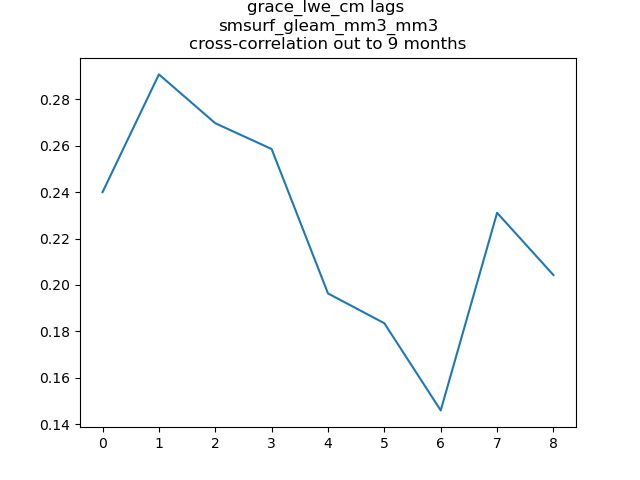 grace_lwe_cm lags
smsurf_gleam_mm3_mm3
cross-correlation out to 9 months
0.28
0.26
0.24
0.22
0.20
0.18
0.16
0.14
0 1 2 3 4 5 6 7 8